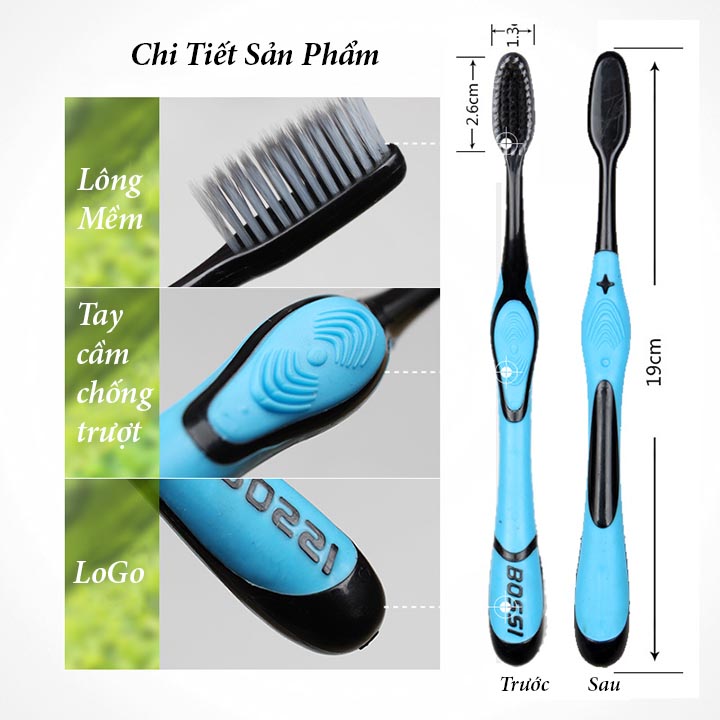 Chi Tiết Sản Phẩm
Lông
Mềm
Tay
cầm
chống
trượt
LoGo
BOSSI
1.3
2.6cm
19cm
BOSSI
Trước
Sau